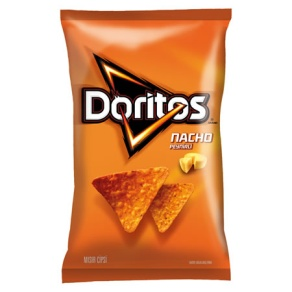 Doritos
NACHO
PEYNİRLİ
MISIR CİPSİ